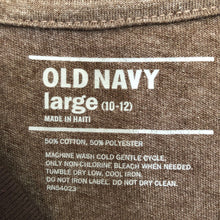 OLD NAVY
large (10-12)
MADE IN HAITI
50% COTTON, 50% POLYESTER
MACHINE WASH COLD GENTLE CYCLE,
ONLY NON-CHLORINE BLEACH WHEN NEEDED.
TUMBLE DRY LOW, COOL IRON,
DO NOT IRON LABEL, DO NOT DRY CLEAN.
RN54023